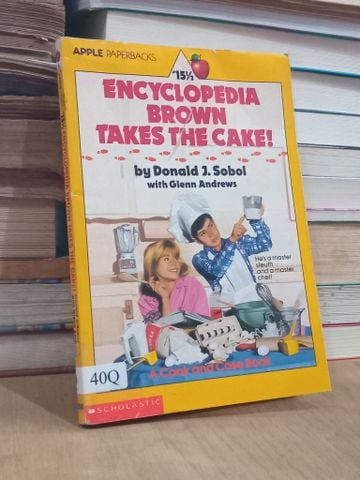 APPLE PAPERBACKS
#15½
ENCYCLOPEDIA
BROWN
TAKES THE CAKE!
by Donald J. Sobol
with Glenn Andrews
He's a master
sleuth
and a master
chef!
A Cook and Case Book
40Q
SCHOLASTIC